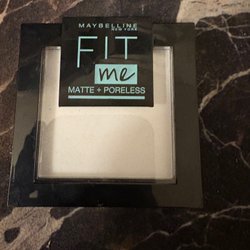 MAYBELLINE
NEW YORK
FIT
me
MATTE + PORELESS